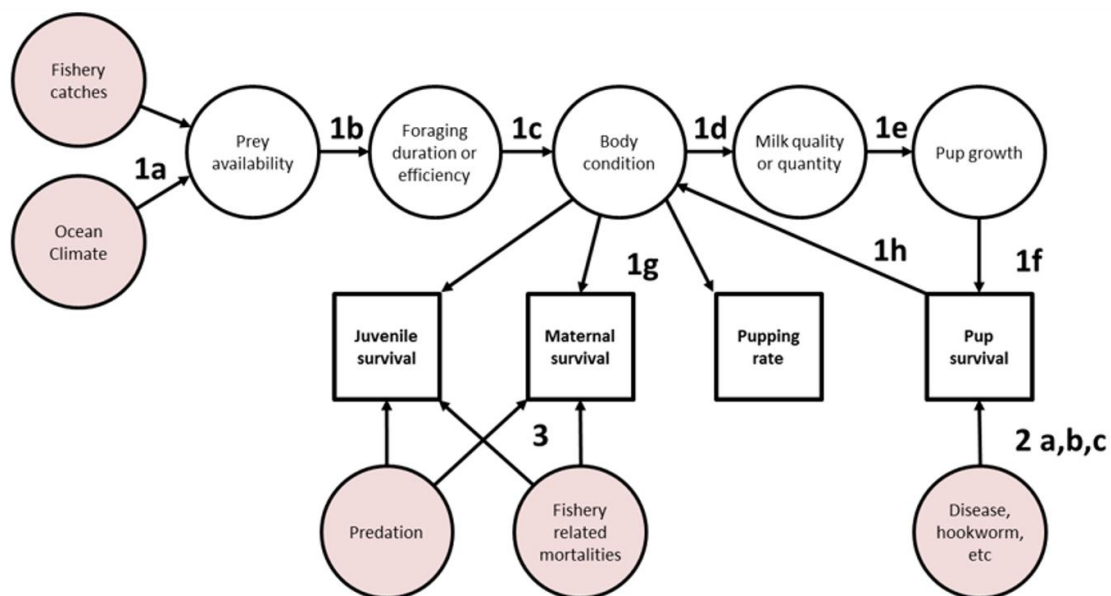 Fishery
catches
1a
Ocean
Climate
Prey
availability
1b
Foraging
duration or
efficiency
1c
Body
condition
1d
Milk quality
or quantity
1e
Pup growth
1f
1g
1h
Juvenile
survival
Maternal
survival
Pupping
rate
Pup
survival
3
2 a,b,c
Predation
Fishery
related
mortalities
Disease,
hookworm,
etc